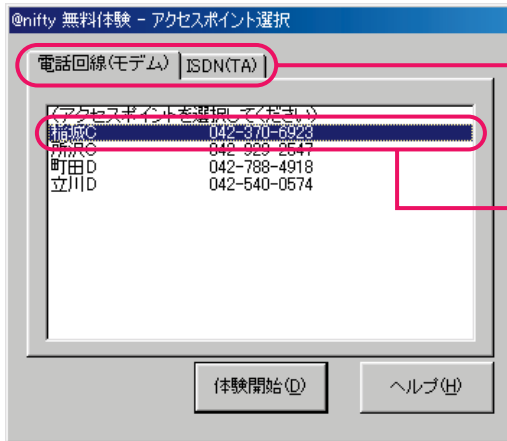 @nifty 無料体験 - アクセスポイント選択
電話回線(モデム) ISDN(TA)
(アクセスポイントを選択してください)
稲城C 042-370-6923
所沢C 042-929-2547
町田D 042-788-4918
立川D 042-540-0574
体験開始(D) ヘルプ(H)